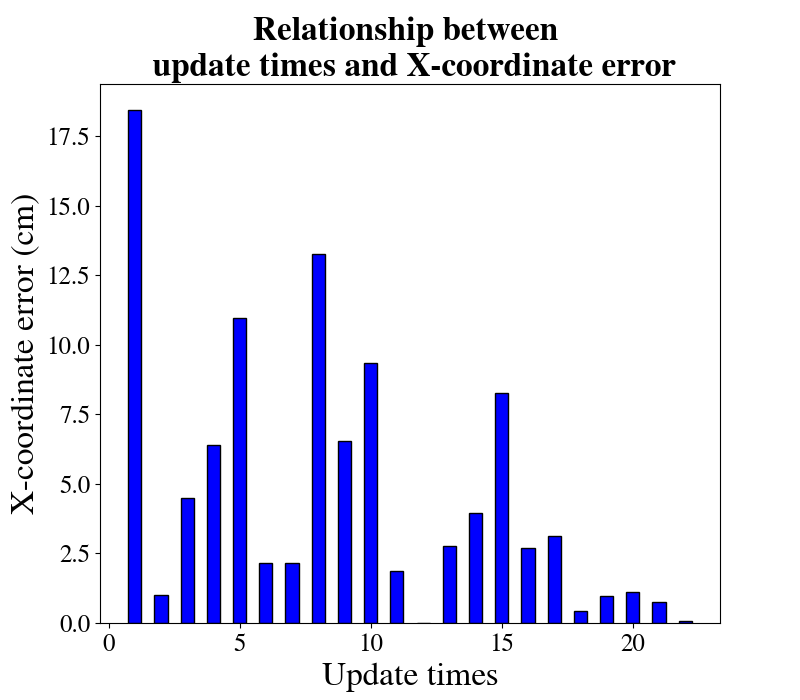 Relationship between
update times and X-coordinate error
X-coordinate error (cm)
17.5
15.0
12.5
10.0
7.5
5.0
2.5
0.0
0 5 10 15 20
Update times